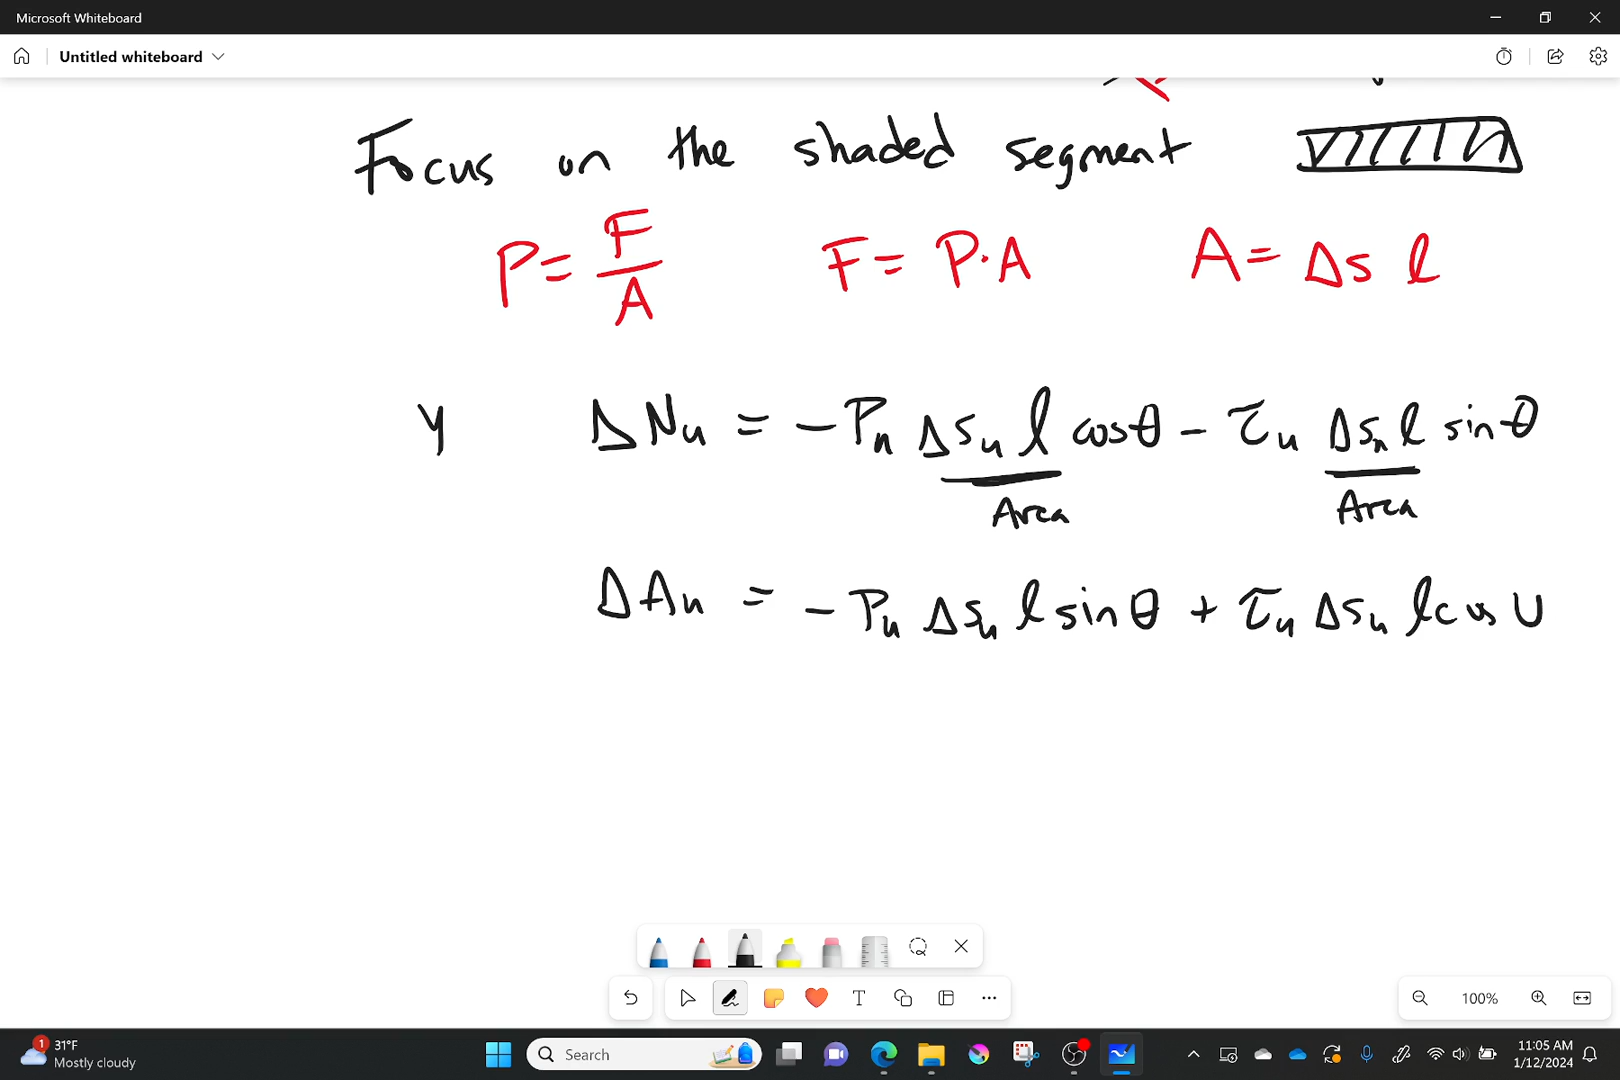 Microsoft Whiteboard
Untitled whiteboard
Focus on the shaded segment
P = F/A F = P·A A = Δs l
y ΔNu = -Pu Δsu l cosθ - τu Δsu l sinθ
Area Area
ΔAu = -Pu Δsu l sinθ + τu Δsu l cos U
100%
1
31°F
Mostly cloudy
Search
11:05 AM
1/12/2024